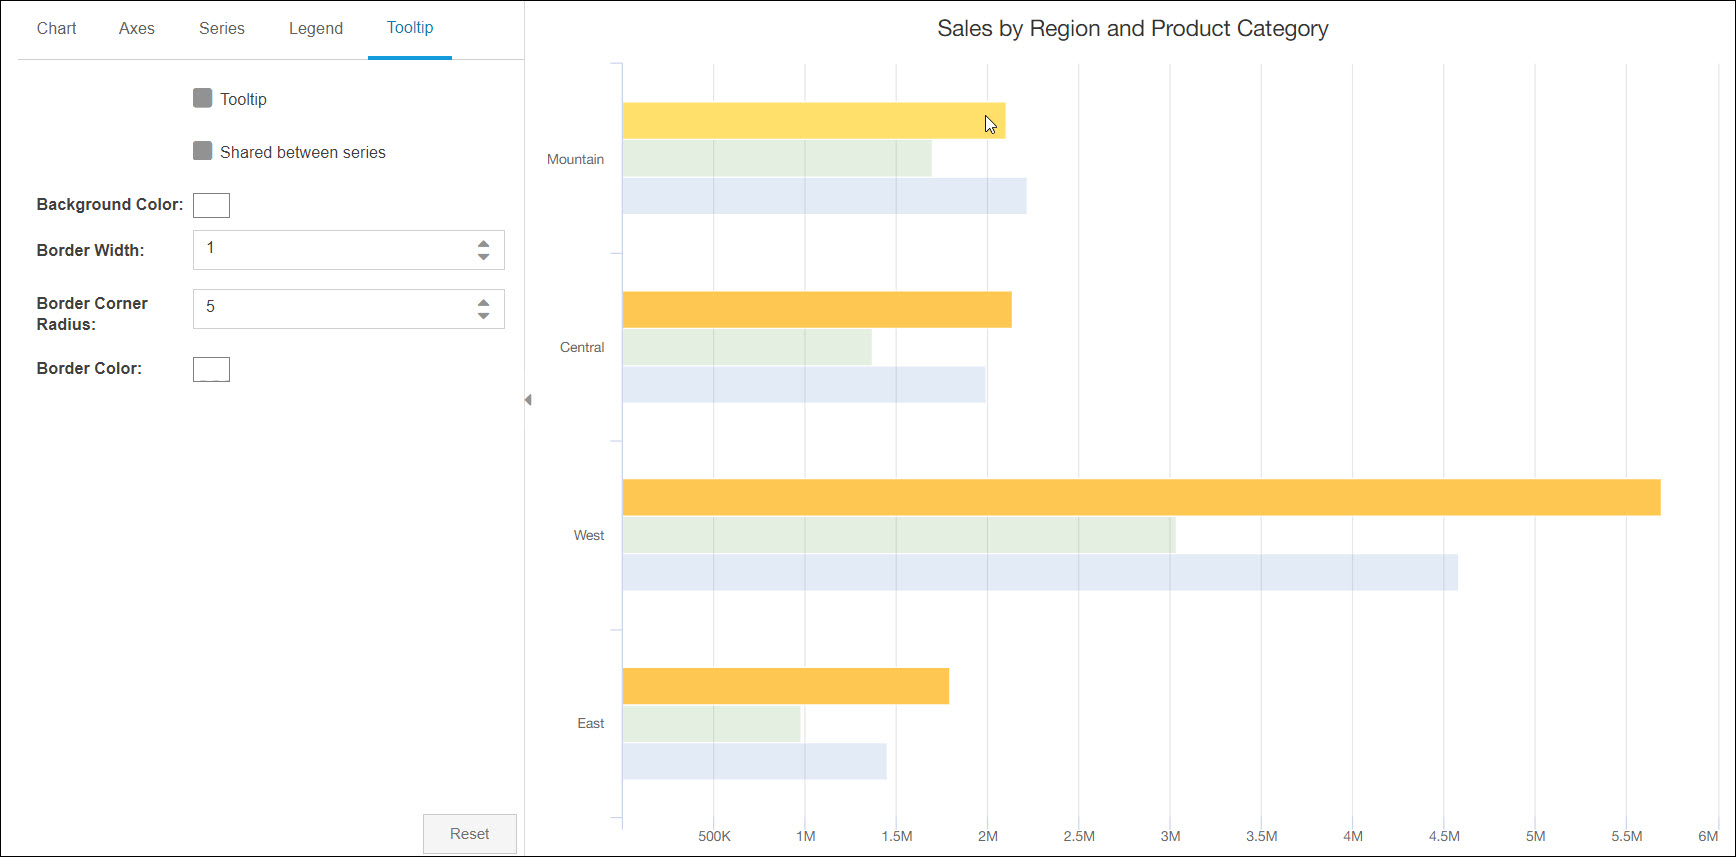 Chart Axes Series Legend Tooltip
Tooltip
Shared between series
Background Color:
Border Width: 1
Border Corner
Radius: 5
Border Color:
Reset
Sales by Region and Product Category
Mountain
Central
West
East
500K 1M 1.5M 2M 2.5M 3M 3.5M 4M 4.5M 5M 5.5M 6M